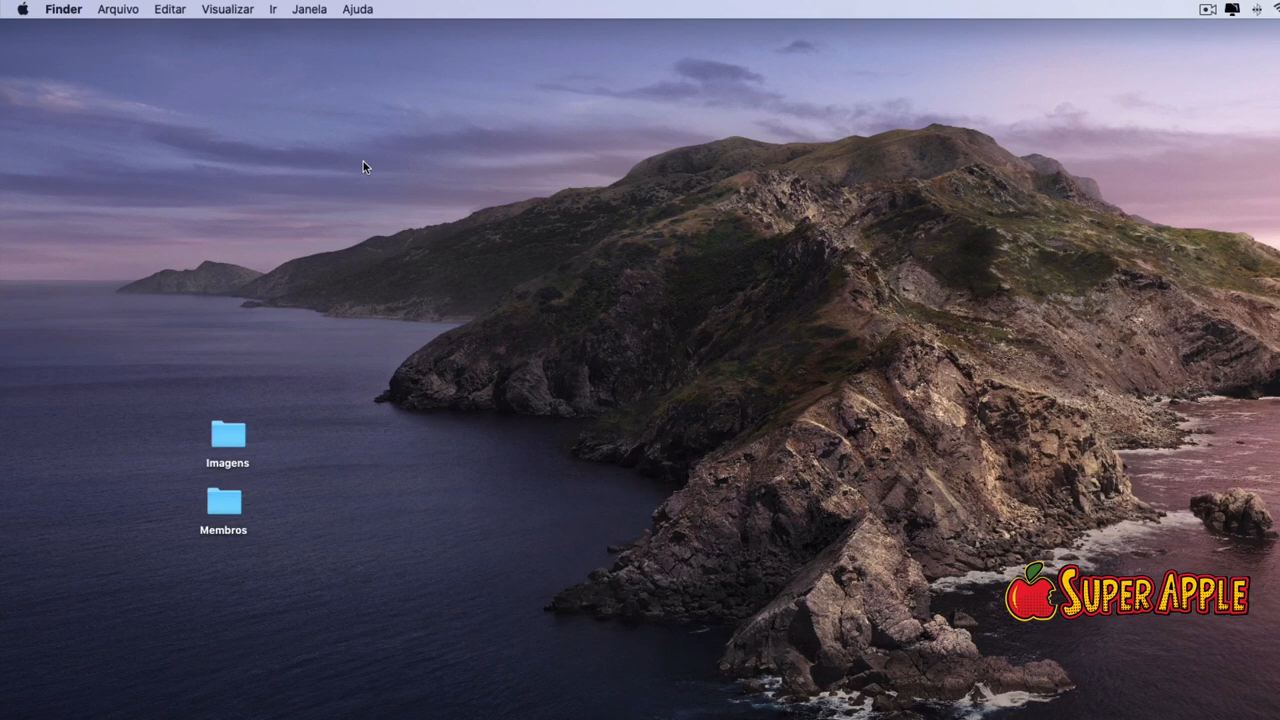 Finder Arquivo Editar Visualizar Ir Janela Ajuda
Imagens
Membros
SUPER APPLE